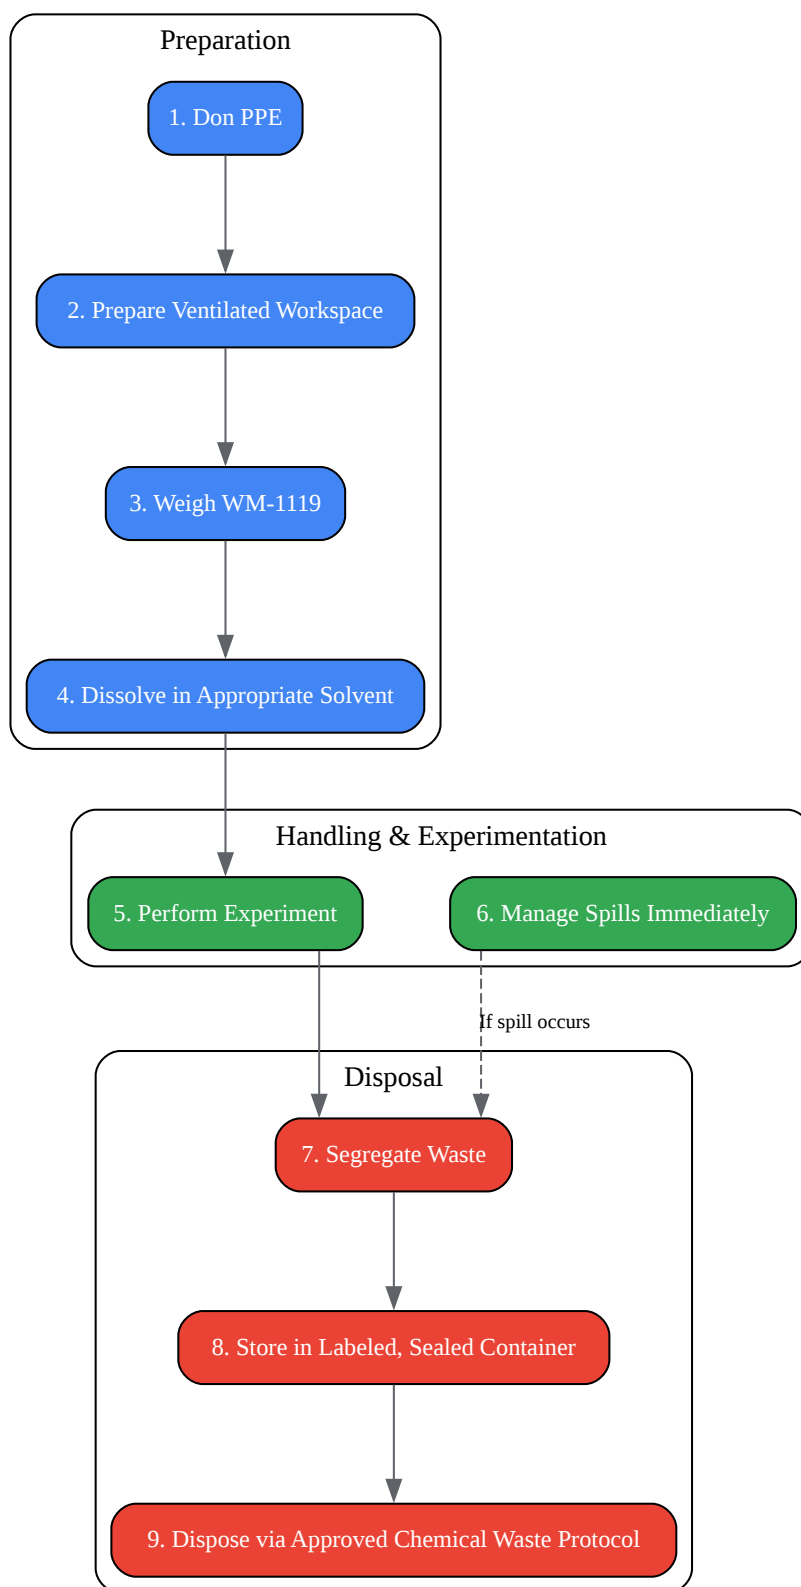 Preparation
1. Don PPE
2. Prepare Ventilated Workspace
3. Weigh WM-1119
4. Dissolve in Appropriate Solvent
Handling & Experimentation
5. Perform Experiment
6. Manage Spills Immediately
If spill occurs
Disposal
7. Segregate Waste
8. Store in Labeled, Sealed Container
9. Dispose via Approved Chemical Waste Protocol